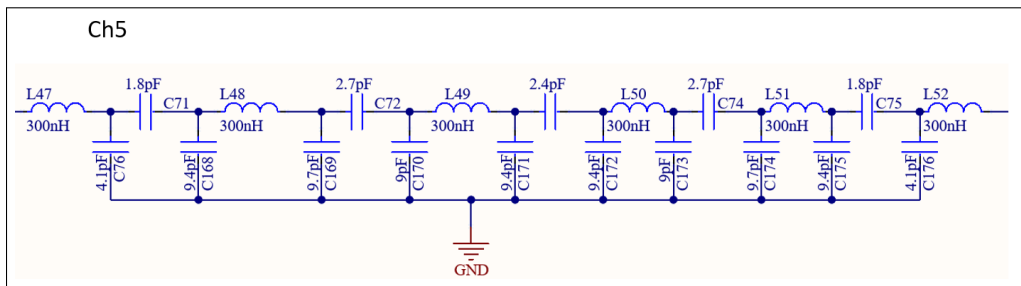 Ch5
L47
300nH
1.8pF
C71
L48
300nH
2.7pF
C72
L49
300nH
2.4pF
L50
300nH
2.7pF
C74
L51
300nH
1.8pF
C75
L52
300nH
4.1pF
C76
9.4pF
C168
9.7pF
C169
9pF
C170
9.4pF
C171
9.4pF
C172
9pF
C173
9.7pF
C174
9.4pF
C175
4.1pF
C176
GND